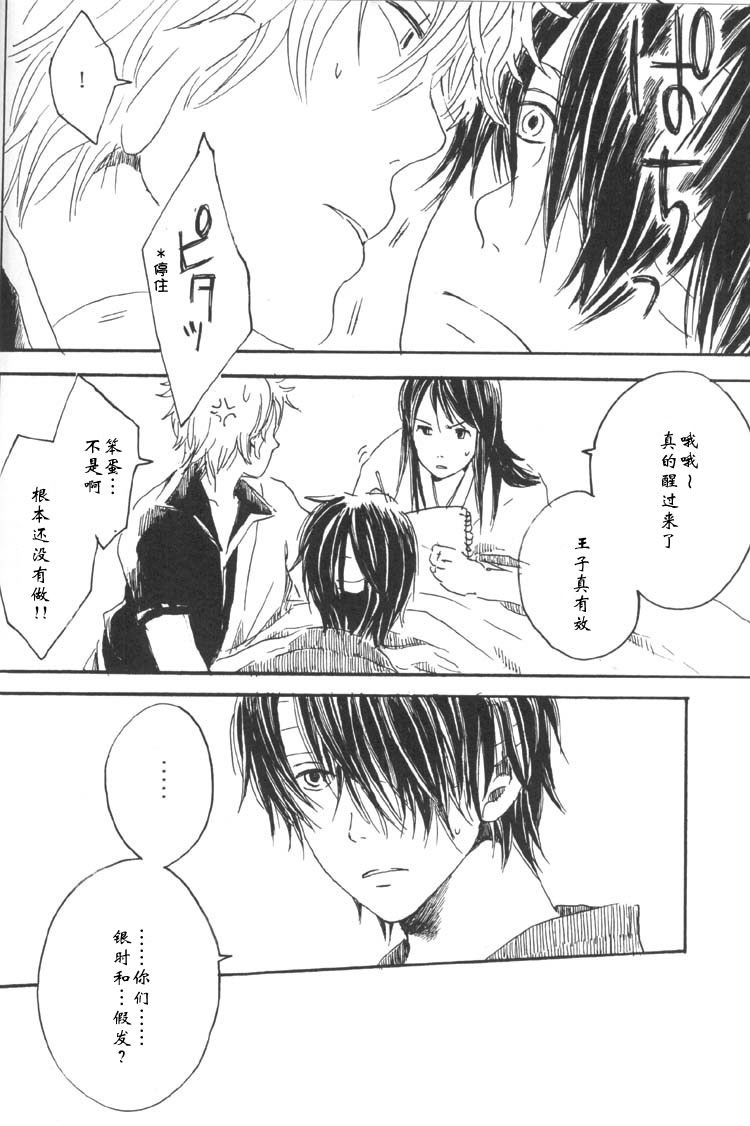 ぱちっ
!
ピタッ
*停住
哦哦~
真的醒过来了
王子真有效
笨蛋…
不是啊
根本还没有做!!
……
……你们……
银时和…假发?